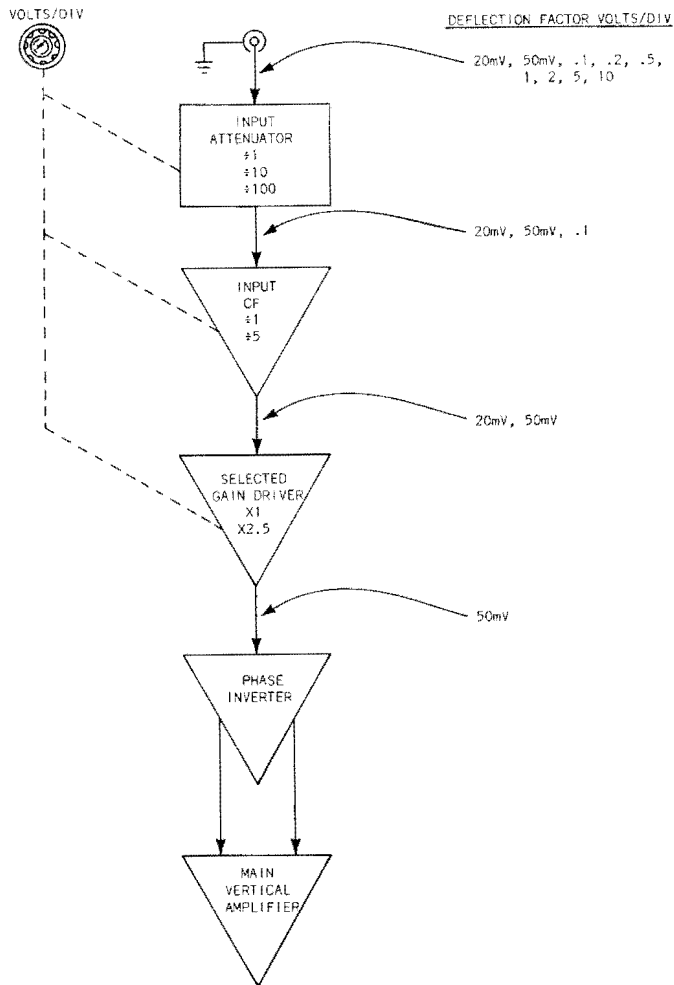 VOLTS/DIV
DEFLECTION FACTOR VOLTS/DIV
20mV, 50mV, .1, .2, .5,
1, 2, 5, 10
INPUT
ATTENUATOR
÷1
÷10
÷100
20mV, 50mV, .1
INPUT
CF
÷1
÷5
20mV, 50mV
SELECTED
GAIN DRIVER
X1
X2.5
50mV
PHASE
INVERTER
MAIN
VERTICAL
AMPLIFIER